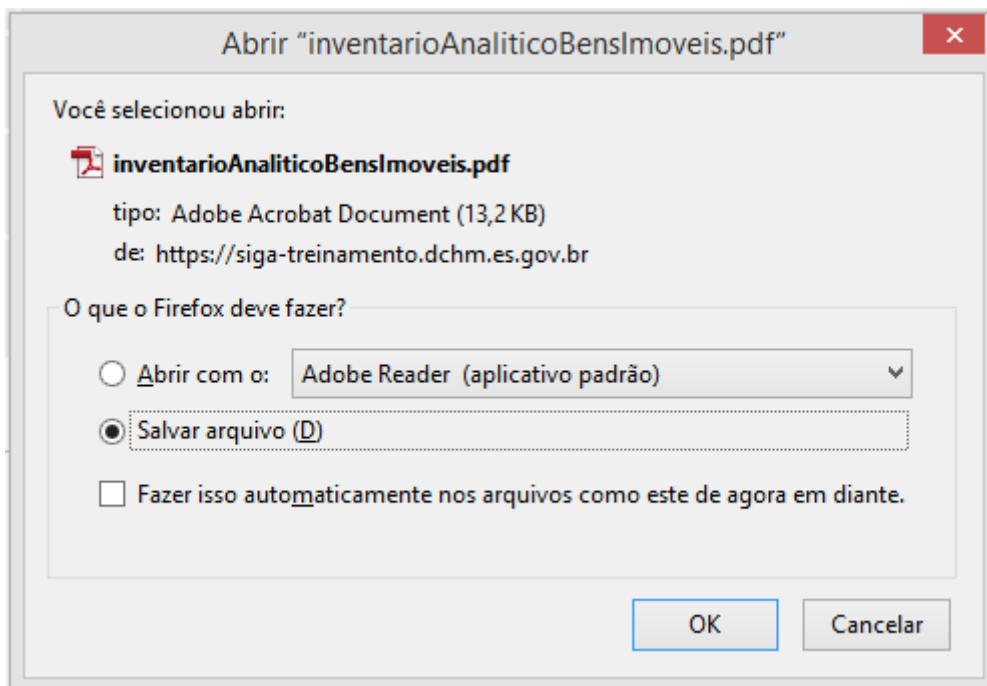 Abrir “inventarioAnaliticoBensImoveis.pdf”
Você selecionou abrir:
inventarioAnaliticoBensImoveis.pdf
tipo: Adobe Acrobat Document (13,2 KB)
de: https://siga-treinamento.dchm.es.gov.br
O que o Firefox deve fazer?
Abrir com o: Adobe Reader (aplicativo padrão)
Salvar arquivo (D)
Fazer isso automaticamente nos arquivos como este de agora em diante.
OK Cancelar